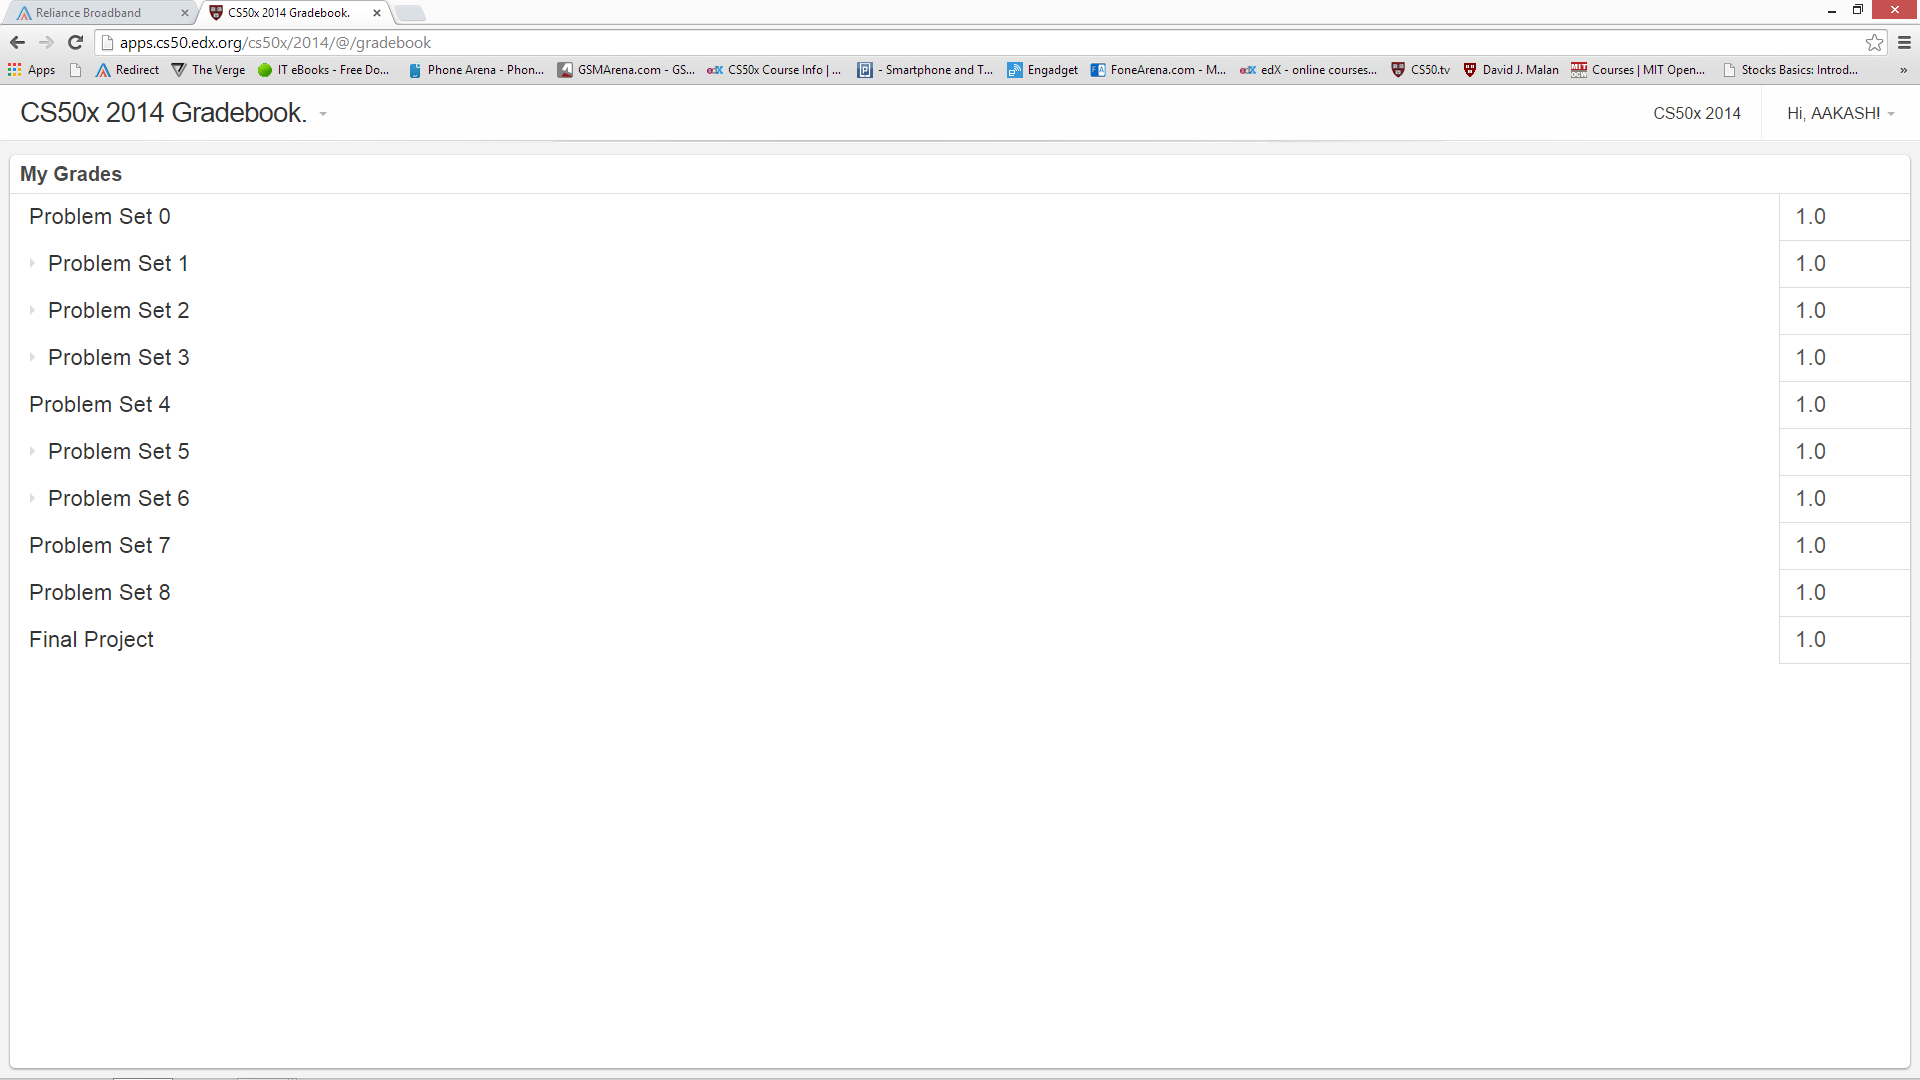 Reliance Broadband CS50x 2014 Gradebook.
apps.cs50.edx.org/cs50x/2014/@/gradebook
Apps Redirect The Verge IT eBooks - Free Do... Phone Arena - Phon... GSMArena.com - GS... CS50x Course Info | ... - Smartphone and T... Engadget FoneArena.com - M... edX - online courses... CS50.tv David J. Malan Courses | MIT Open... Stocks Basics: Introd... »
CS50x 2014 Gradebook. CS50x 2014 Hi, AAKASH!
My Grades
Problem Set 0 1.0
Problem Set 1 1.0
Problem Set 2 1.0
Problem Set 3 1.0
Problem Set 4 1.0
Problem Set 5 1.0
Problem Set 6 1.0
Problem Set 7 1.0
Problem Set 8 1.0
Final Project 1.0